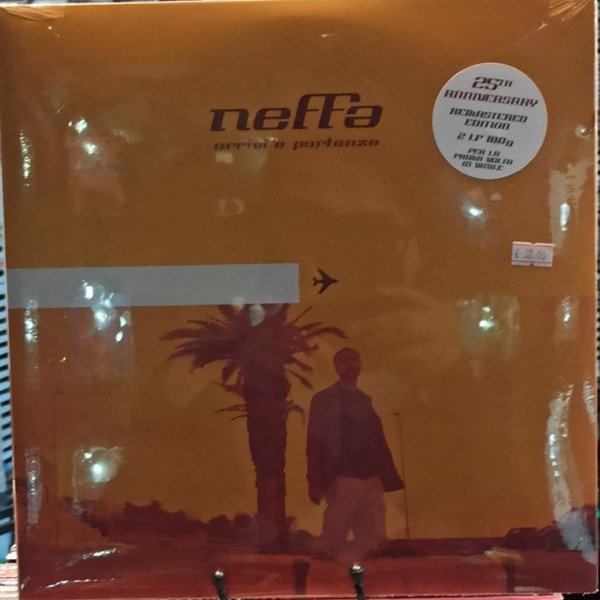 neffa
arrivi e partenze
25TH
ANNIVERSARY
REMASTERED
EDITION
2 LP 180g
PER LA
PRIMA VOLTA
IN VINILE